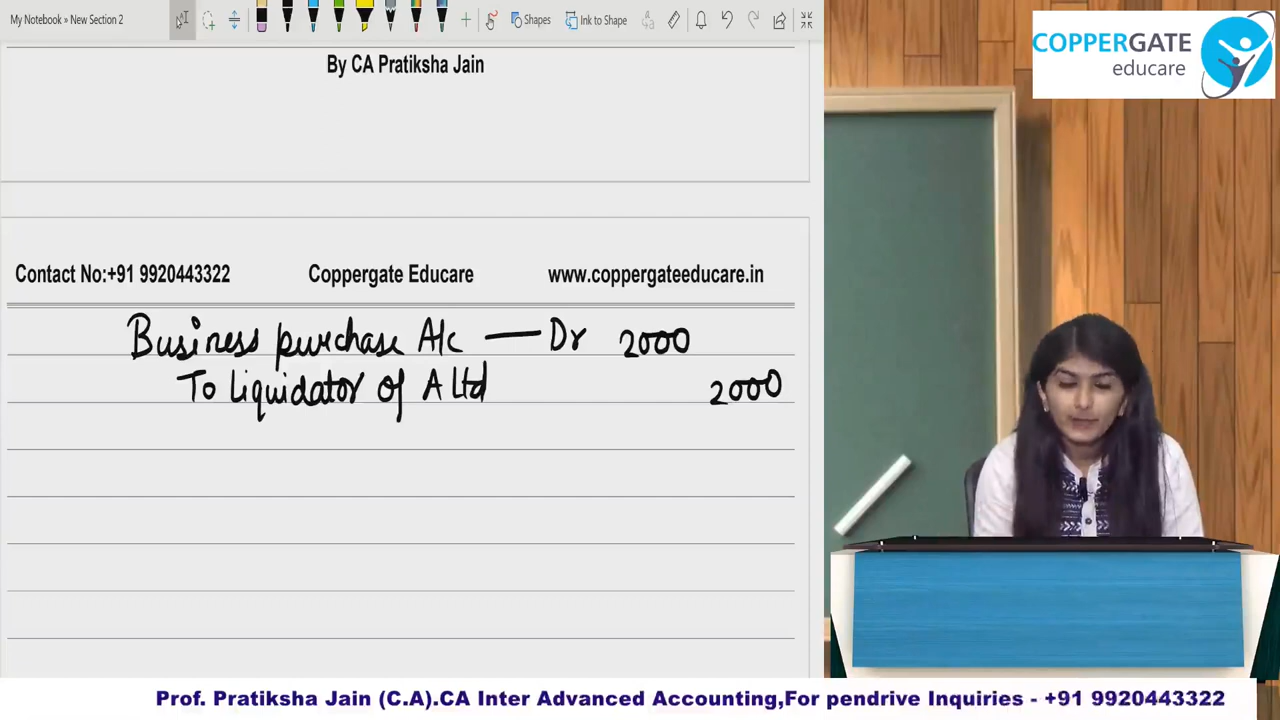 My Notebook » New Section 2
Shapes
Ink to Shape
COPPERGATE
educare
By CA Pratiksha Jain
Contact No:+91 9920443322 Coppergate Educare www.coppergateeducare.in
Business purchase A/c — Dr 2000
To Liquidator of A Ltd 2000
Prof. Pratiksha Jain (C.A).CA Inter Advanced Accounting,For pendrive Inquiries - +91 9920443322